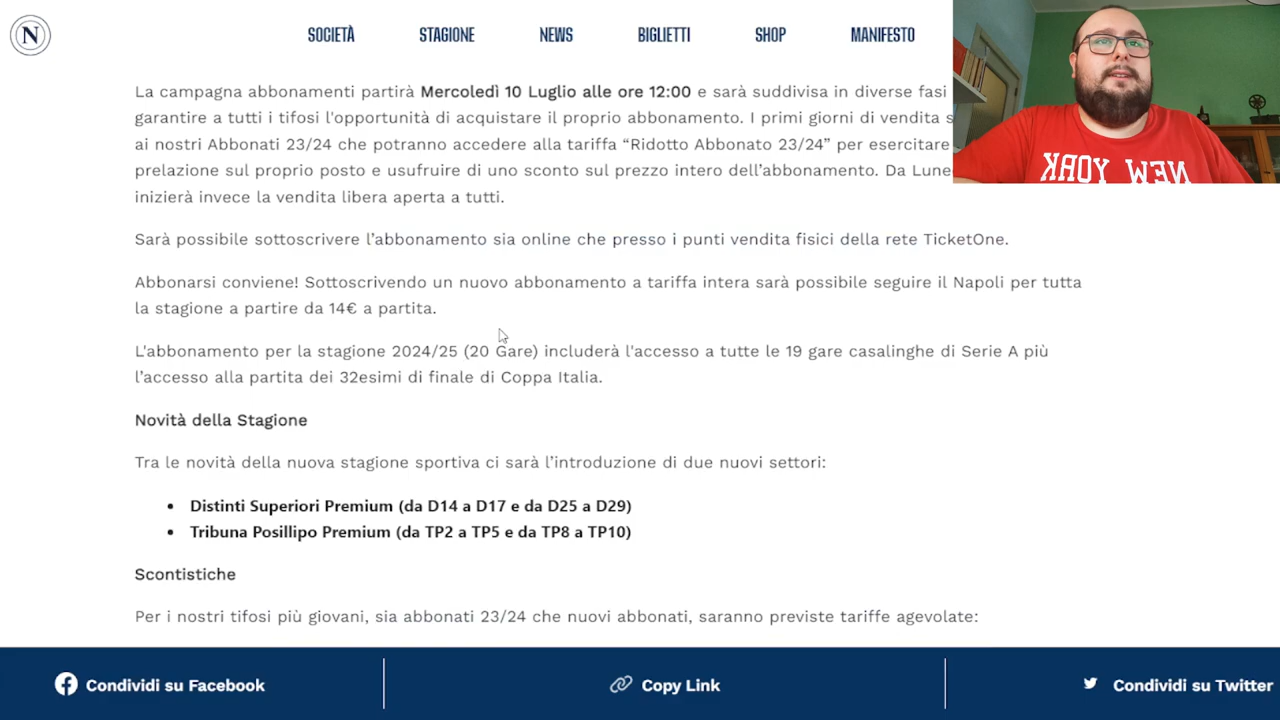 N
SOCIETÀ STAGIONE NEWS BIGLIETTI SHOP MANIFESTO
La campagna abbonamenti partirà Mercoledì 10 Luglio alle ore 12:00 e sarà suddivisa in diverse fasi
garantire a tutti i tifosi l'opportunità di acquistare il proprio abbonamento. I primi giorni di vendita s
ai nostri Abbonati 23/24 che potranno accedere alla tariffa “Ridotto Abbonato 23/24” per esercitare
prelazione sul proprio posto e usufruire di uno sconto sul prezzo intero dell’abbonamento. Da Lune
inizierà invece la vendita libera aperta a tutti.
NEW YORK
Sarà possibile sottoscrivere l’abbonamento sia online che presso i punti vendita fisici della rete TicketOne.
Abbonarsi conviene! Sottoscrivendo un nuovo abbonamento a tariffa intera sarà possibile seguire il Napoli per tutta
la stagione a partire da 14€ a partita.
L'abbonamento per la stagione 2024/25 (20 Gare) includerà l'accesso a tutte le 19 gare casalinghe di Serie A più
l’accesso alla partita dei 32esimi di finale di Coppa Italia.
Novità della Stagione
Tra le novità della nuova stagione sportiva ci sarà l’introduzione di due nuovi settori:
• Distinti Superiori Premium (da D14 a D17 e da D25 a D29)
• Tribuna Posillipo Premium (da TP2 a TP5 e da TP8 a TP10)
Scontistiche
Per i nostri tifosi più giovani, sia abbonati 23/24 che nuovi abbonati, saranno previste tariffe agevolate:
Condividi su Facebook
Copy Link
Condividi su Twitter